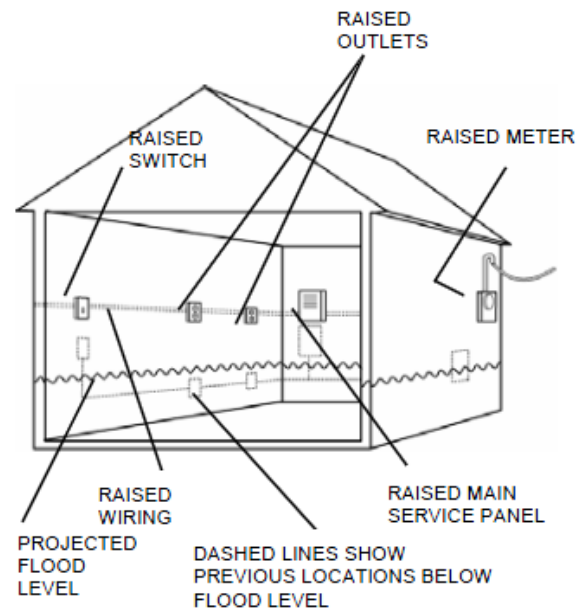 RAISED
OUTLETS
RAISED
SWITCH
RAISED METER
RAISED
WIRING
RAISED MAIN
SERVICE PANEL
PROJECTED
FLOOD
LEVEL
DASHED LINES SHOW
PREVIOUS LOCATIONS BELOW
FLOOD LEVEL